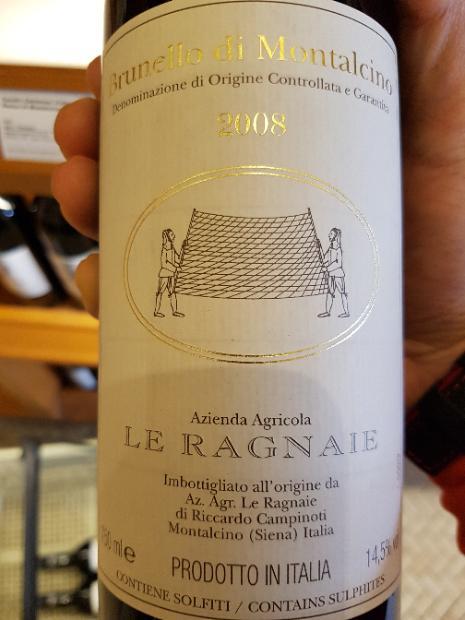 Brunello di Montalcino
Denominazione di Origine Controllata e Garantita
2008
Azienda Agricola
LE RAGNAIE
Imbottigliato all'origine da
Az. Agr. Le Ragnaie
di Riccardo Campinoti
Montalcino (Siena) Italia
750 ml e
PRODOTTO IN ITALIA
14,5%
CONTIENE SOLFITI / CONTAINS SULPHITES